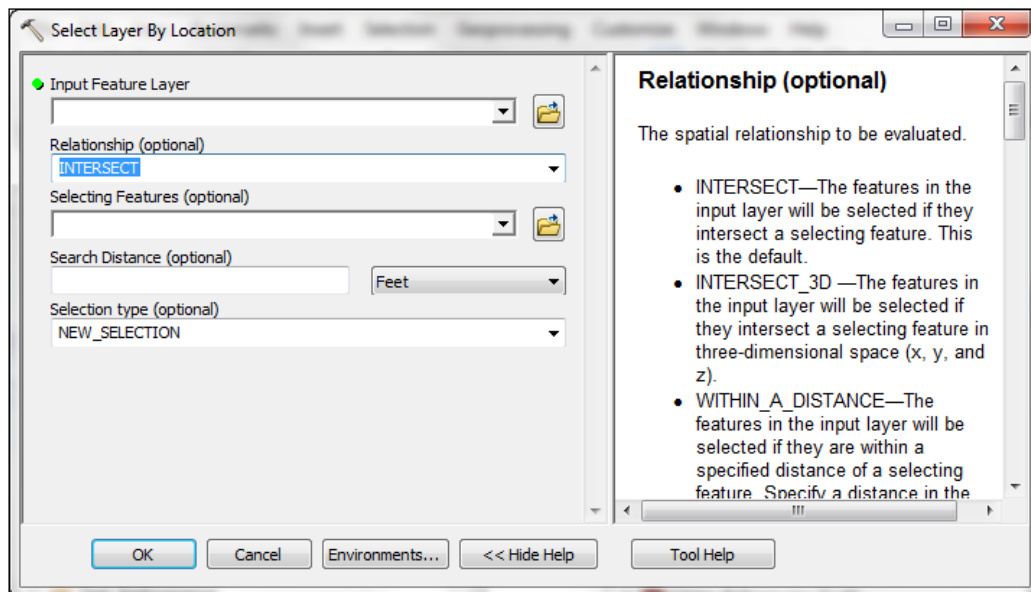 Select Layer By Location
Input Feature Layer
Relationship (optional)
INTERSECT
Selecting Features (optional)
Search Distance (optional)
Feet
Selection type (optional)
NEW_SELECTION
Relationship (optional)
The spatial relationship to be evaluated.
• INTERSECT—The features in the
input layer will be selected if they
intersect a selecting feature. This
is the default.
• INTERSECT_3D —The features in
the input layer will be selected if
they intersect a selecting feature in
three-dimensional space (x, y, and
z).
• WITHIN_A_DISTANCE—The
features in the input layer will be
selected if they are within a
specified distance of a selecting
feature. Specify a distance in the
OK Cancel Environments... << Hide Help Tool Help